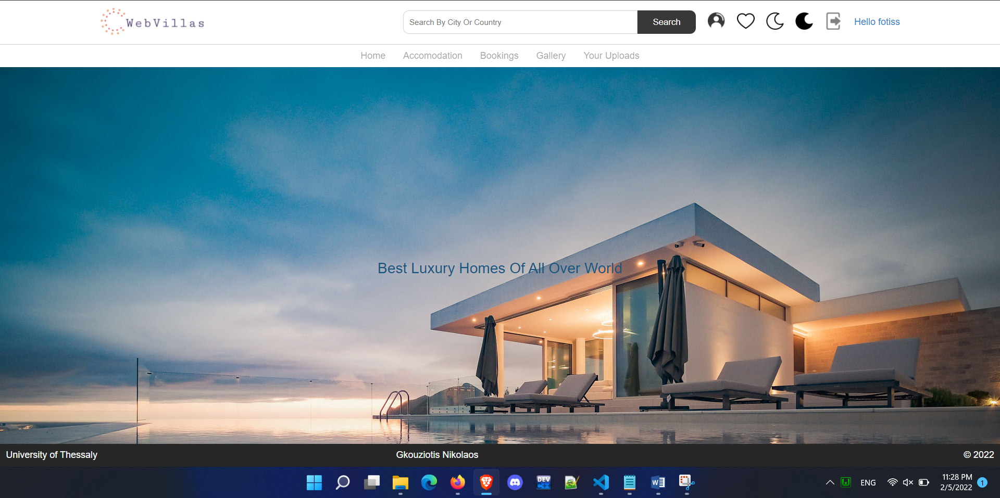 WebVillas
Search By City Or Country
Search
Hello fotiss
Home Accomodation Bookings Gallery Your Uploads
Best Luxury Homes Of All Over World
University of Thessaly
Gkouziotis Nikolaos
© 2022
DEV
C++
W
ENG
11:28 PM
2/5/2022
1